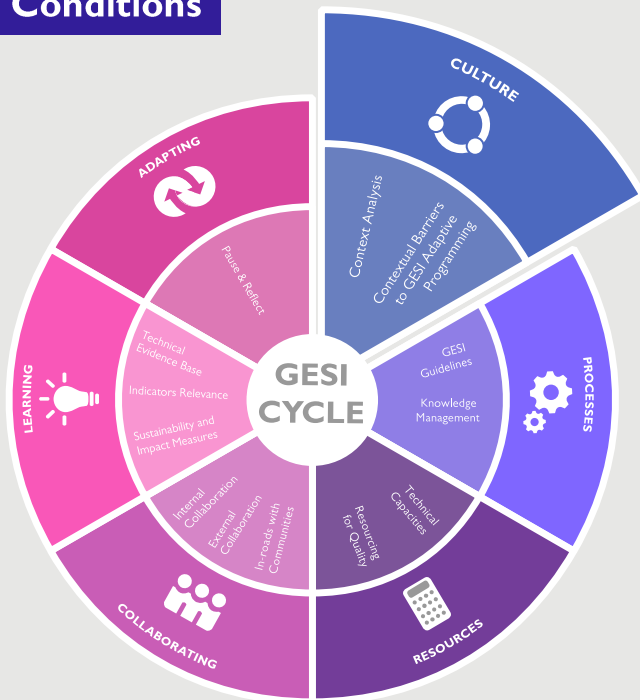 Conditions
CULTURE
Context Analysis
Contextual Barriers
to GESI Adaptive
Programming
PROCESSES
GESI
Guidelines
Knowledge
Management
RESOURCES
Technical
Capacities
Resourcing
for Quality
COLLABORATING
In-roads with
Communities
External
Collaboration
Internal
Collaboration
LEARNING
Technical
Evidence Base
Indicators Relevance
Sustainability and
Impact Measures
ADAPTING
Pause & Reflect
GESI
CYCLE